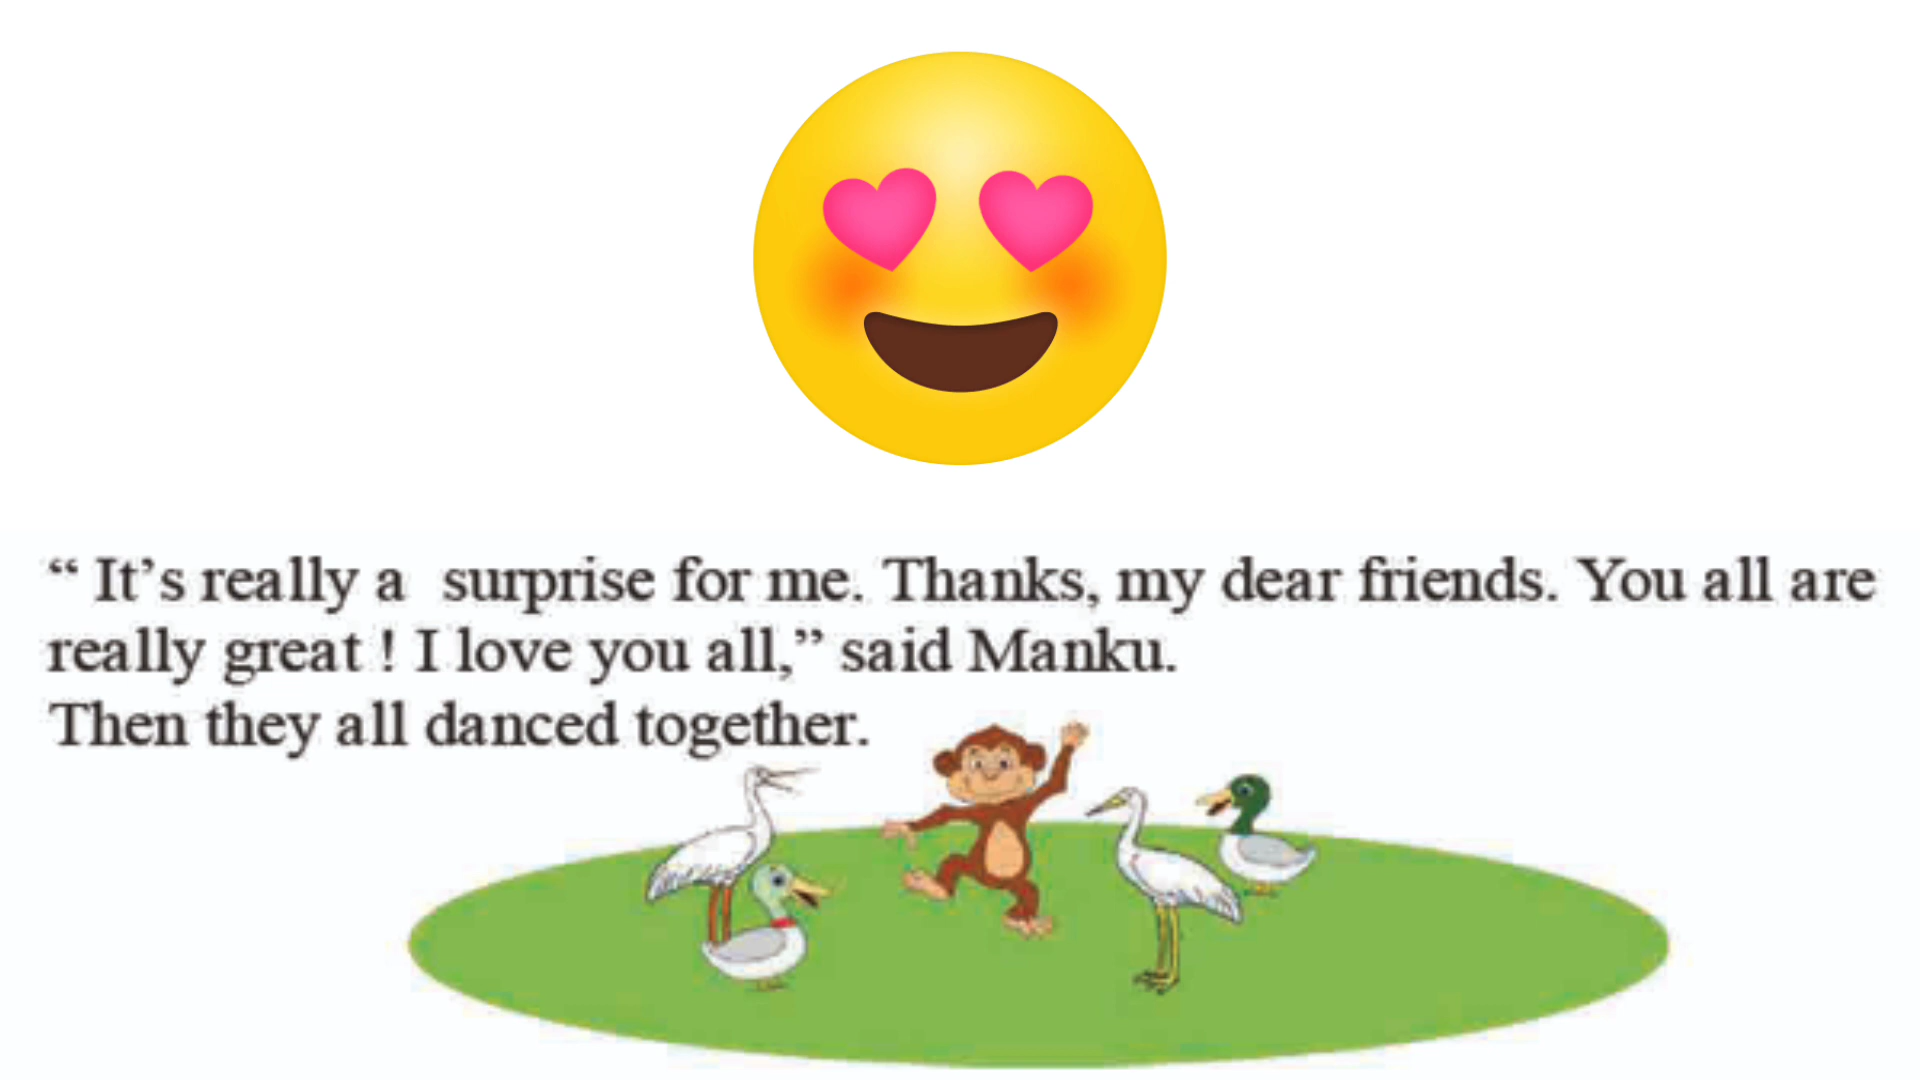 “ It’s really a  surprise for me. Thanks, my dear friends. You all are
really great ! I love you all,” said Manku.
Then they all danced together.